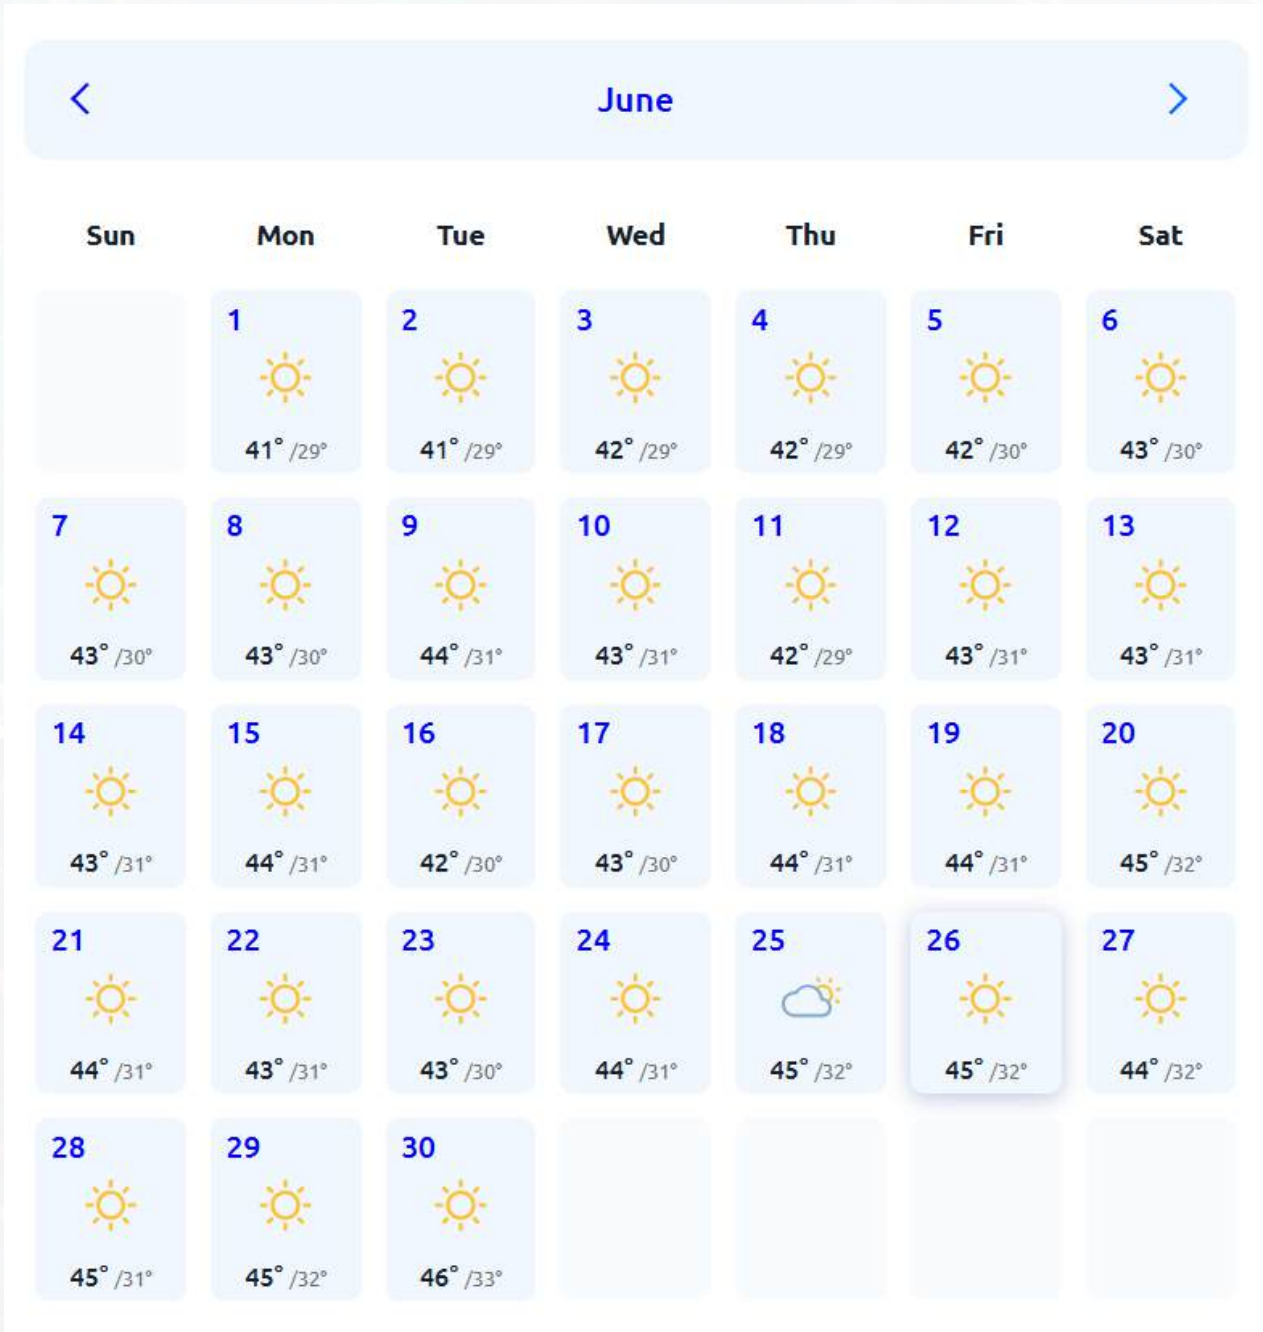 June
Sun Mon Tue Wed Thu Fri Sat
1 2 3 4 5 6
41° /29° 41° /29° 42° /29° 42° /29° 42° /30° 43° /30°
7 8 9 10 11 12 13
43° /30° 43° /30° 44° /31° 43° /31° 42° /29° 43° /31° 43° /31°
14 15 16 17 18 19 20
43° /31° 44° /31° 42° /30° 43° /30° 44° /31° 44° /31° 45° /32°
21 22 23 24 25 26 27
44° /31° 43° /31° 43° /30° 44° /31° 45° /32° 45° /32° 44° /32°
28 29 30
45° /31° 45° /32° 46° /33°